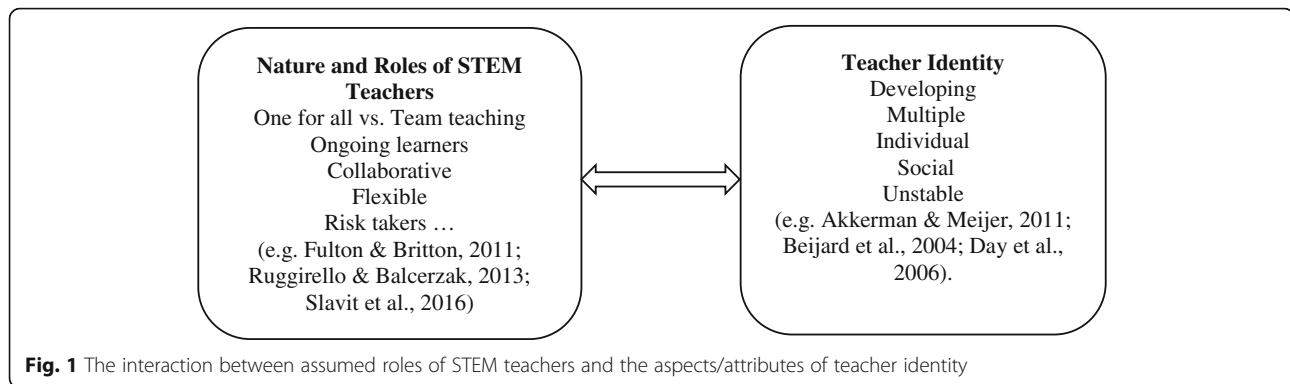 Nature and Roles of STEM
Teachers
One for all vs. Team teaching
Ongoing learners
Collaborative
Flexible
Risk takers …
(e.g. Fulton & Britton, 2011;
Ruggirello & Balcerzak, 2013;
Slavit et al., 2016)
Teacher Identity
Developing
Multiple
Individual
Social
Unstable
(e.g. Akkerman & Meijer, 2011;
Beijard et al., 2004; Day et al.,
2006).
Fig. 1 The interaction between assumed roles of STEM teachers and the aspects/attributes of teacher identity